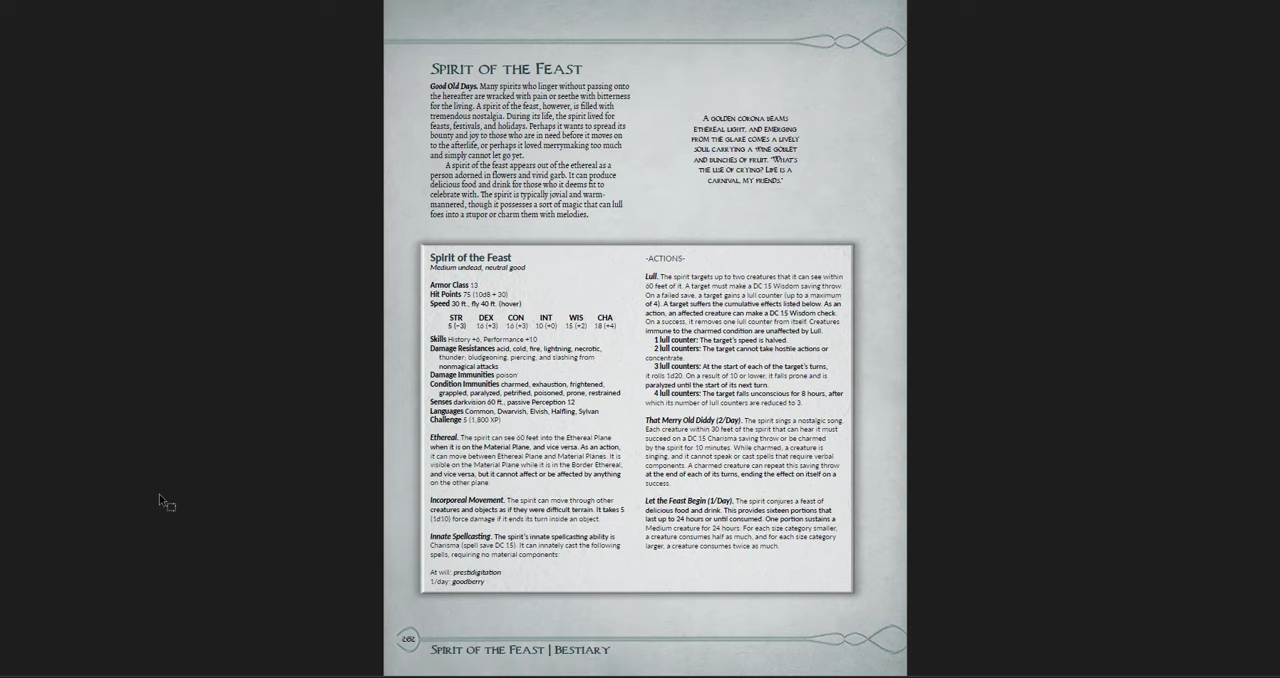 Spirit of the Feast
Good Old Days. Many spirits who linger without passing onto
the hereafter are wracked with pain or seethe with bitterness
for the living. A spirit of the feast, however, is filled with
tremendous nostalgia. During its life, the spirit lived for
feasts, festivals, and holidays. Perhaps it wants to spread its
bounty and joy to those who are in need before it moves on
to the afterlife, or perhaps it loved merrymaking too much
and simply cannot let go yet.
A spirit of the feast appears out of the ethereal as a
person adorned in flowers and vivid garb. It can produce
delicious food and drink for those who it deems fit to
celebrate with. The spirit is typically jovial and warm-
mannered, though it possesses a sort of magic that can lull
foes into a stupor or charm them with melodies.
A golden corona beams
ethereal light, and emerging
from the glare comes a lively
soul carrying a wine goblet
and bunches of fruit. "What's
the use of crying? Life is a
carnival, my friends."
Spirit of the Feast
Medium undead, neutral good
Armor Class 13
Hit Points 75 (10d8 + 30)
Speed 30 ft., fly 40 ft. (hover)
STR DEX CON INT WIS CHA
5 (−3) 16 (+3) 16 (+3) 10 (+0) 15 (+2) 18 (+4)
Skills History +6, Performance +10
Damage Resistances acid, cold, fire, lightning, necrotic,
thunder; bludgeoning, piercing, and slashing from
nonmagical attacks
Damage Immunities poison
Condition Immunities charmed, exhaustion, frightened,
grappled, paralyzed, petrified, poisoned, prone, restrained
Senses darkvision 60 ft., passive Perception 12
Languages Common, Dwarvish, Elvish, Halfling, Sylvan
Challenge 5 (1,800 XP)
Ethereal. The spirit can see 60 feet into the Ethereal Plane
when it is on the Material Plane, and vice versa. As an action,
it can move between Ethereal Plane and Material Planes. It is
visible on the Material Plane while it is in the Border Ethereal,
and vice versa, but it cannot affect or be affected by anything
on the other plane.
Incorporeal Movement. The spirit can move through other
creatures and objects as if they were difficult terrain. It takes 5
(1d10) force damage if it ends its turn inside an object.
Innate Spellcasting. The spirit's innate spellcasting ability is
Charisma (spell save DC 15). It can innately cast the following
spells, requiring no material components:
At will: prestidigitation
1/day: goodberry
-ACTIONS-
Lull. The spirit targets up to two creatures that it can see within
60 feet of it. A target must make a DC 15 Wisdom saving throw.
On a failed save, a target gains a lull counter (up to a maximum
of 4). A target suffers the cumulative effects listed below. As an
action, an affected creature can make a DC 15 Wisdom check.
On a success, it removes one lull counter from itself. Creatures
immune to the charmed condition are unaffected by Lull.
1 lull counter: The target's speed is halved.
2 lull counters: The target cannot take hostile actions or
concentrate.
3 lull counters: At the start of each of the target's turns,
it rolls 1d20. On a result of 10 or lower, it falls prone and is
paralyzed until the start of its next turn.
4 lull counters: The target falls unconscious for 8 hours, after
which its number of lull counters are reduced to 3.
That Merry Old Diddy (2/Day). The spirit sings a nostalgic song.
Each creature within 30 feet of the spirit that can hear it must
succeed on a DC 15 Charisma saving throw or be charmed
by the spirit for 10 minutes. While charmed, a creature is
singing, and it cannot speak or cast spells that require verbal
components. A charmed creature can repeat this saving throw
at the end of each of its turns, ending the effect on itself on a
success.
Let the Feast Begin (1/Day). The spirit conjures a feast of
delicious food and drink. This provides sixteen portions that
last up to 24 hours or until consumed. One portion sustains a
Medium creature for 24 hours. For each size category smaller,
a creature consumes half as much, and for each size category
larger, a creature consumes twice as much.
202
Spirit of the Feast | Bestiary